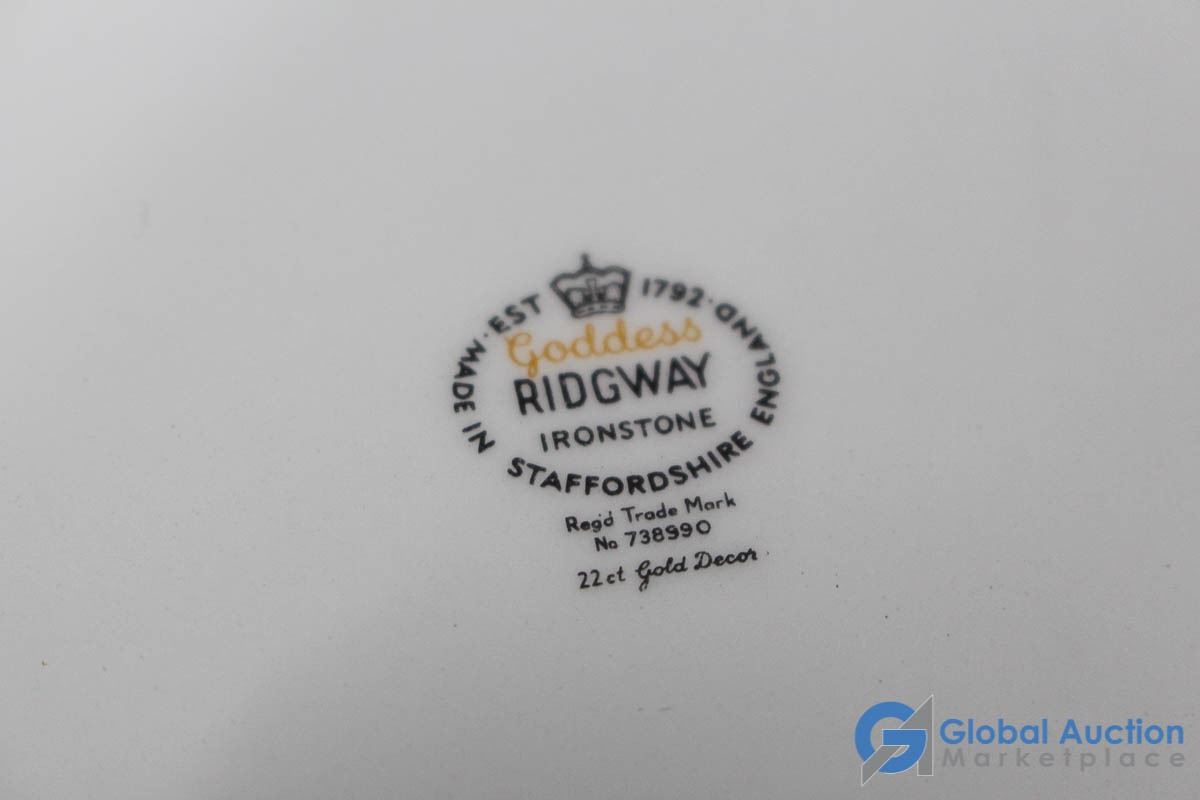 EST 1792
Goddess
RIDGWAY
IRONSTONE
MADE IN STAFFORDSHIRE ENGLAND
Reg'd Trade Mark
No 738990
22ct Gold Decor
Global Auction
Marketplace